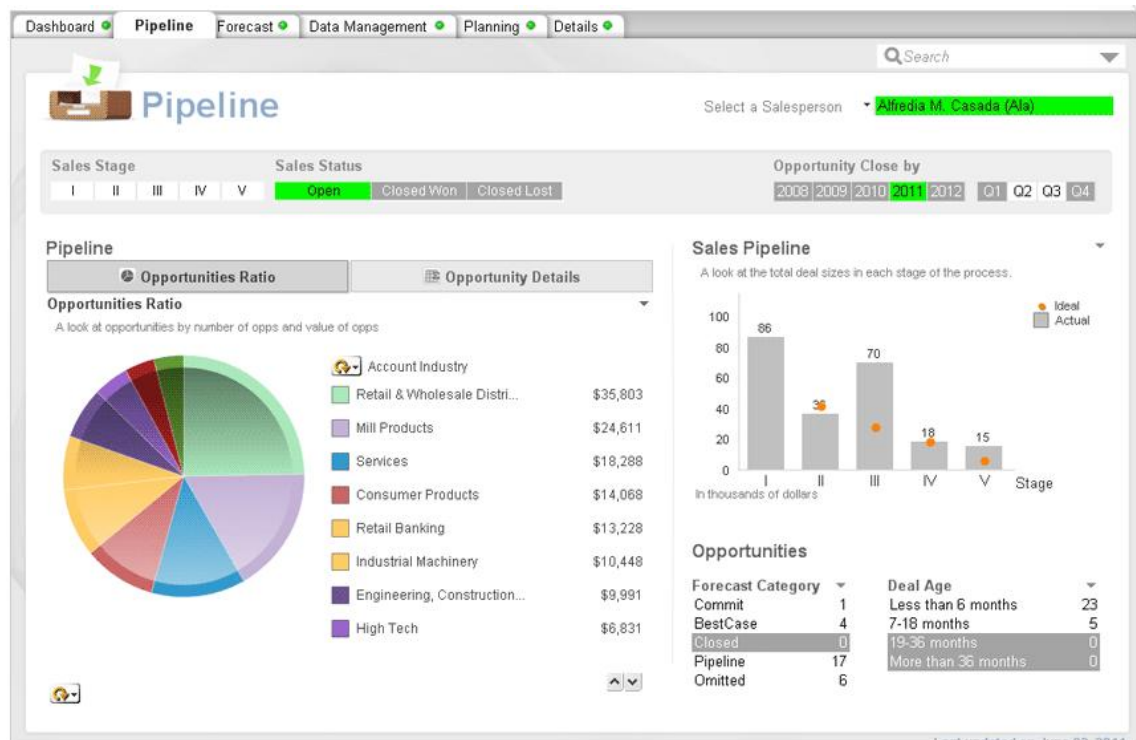 Dashboard Pipeline Forecast Data Management Planning Details
Search
Pipeline
Select a Salesperson Alfredia M. Casada (Ala)
Sales Stage Sales Status Opportunity Close by
I II III IV V Open Closed Won Closed Lost 2008 2009 2010 2011 2012 Q1 Q2 Q3 Q4
Pipeline
Opportunities Ratio Opportunity Details
Opportunities Ratio
A look at opportunities by number of opps and value of opps
Account Industry
Retail & Wholesale Distri... $35,803
Mill Products $24,611
Services $18,288
Consumer Products $14,068
Retail Banking $13,228
Industrial Machinery $10,448
Engineering, Construction... $9,991
High Tech $6,831
Sales Pipeline
A look at the total deal sizes in each stage of the process.
Ideal
Actual
100
80
60
40
20
0
86 70 18 15
I II III IV V Stage
In thousands of dollars
Opportunities
Forecast Category
Commit 1
BestCase 4
Closed 0
Pipeline 17
Omitted 6
Deal Age
Less than 6 months 23
7-18 months 5
19-36 months 0
More than 36 months 0